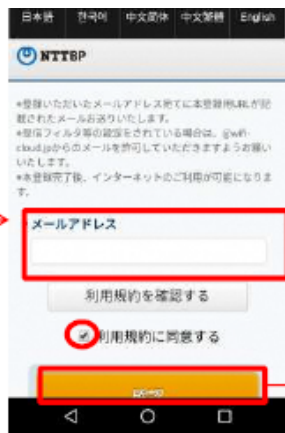 日本語 한국어 中文简体 中文繁體 English
NTTBP
*登録いただいたメールアドレス宛てに本登録用URLが記
載されたメールお送りいたします。
*受信フィルタ等の設定をされている場合は、@wifi-
cloud.jpからのメールを許可していただきますようお願い
いたします。
*本登録完了後、インターネットのご利用が可能になりま
す。
メールアドレス
利用規約を確認する
利用規約に同意する